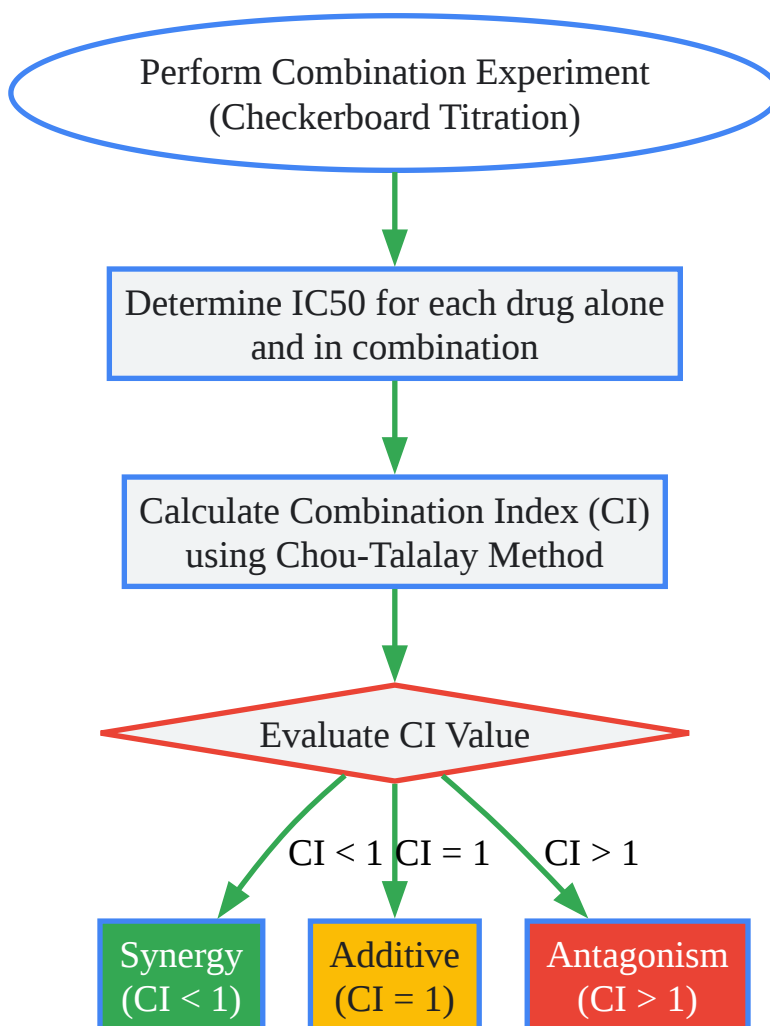 Perform Combination Experiment
(Checkerboard Titration)
Determine IC50 for each drug alone
and in combination
Calculate Combination Index (CI)
using Chou-Talalay Method
Evaluate CI Value
CI < 1
CI = 1
CI > 1
Synergy
(CI < 1)
Additive
(CI = 1)
Antagonism
(CI > 1)